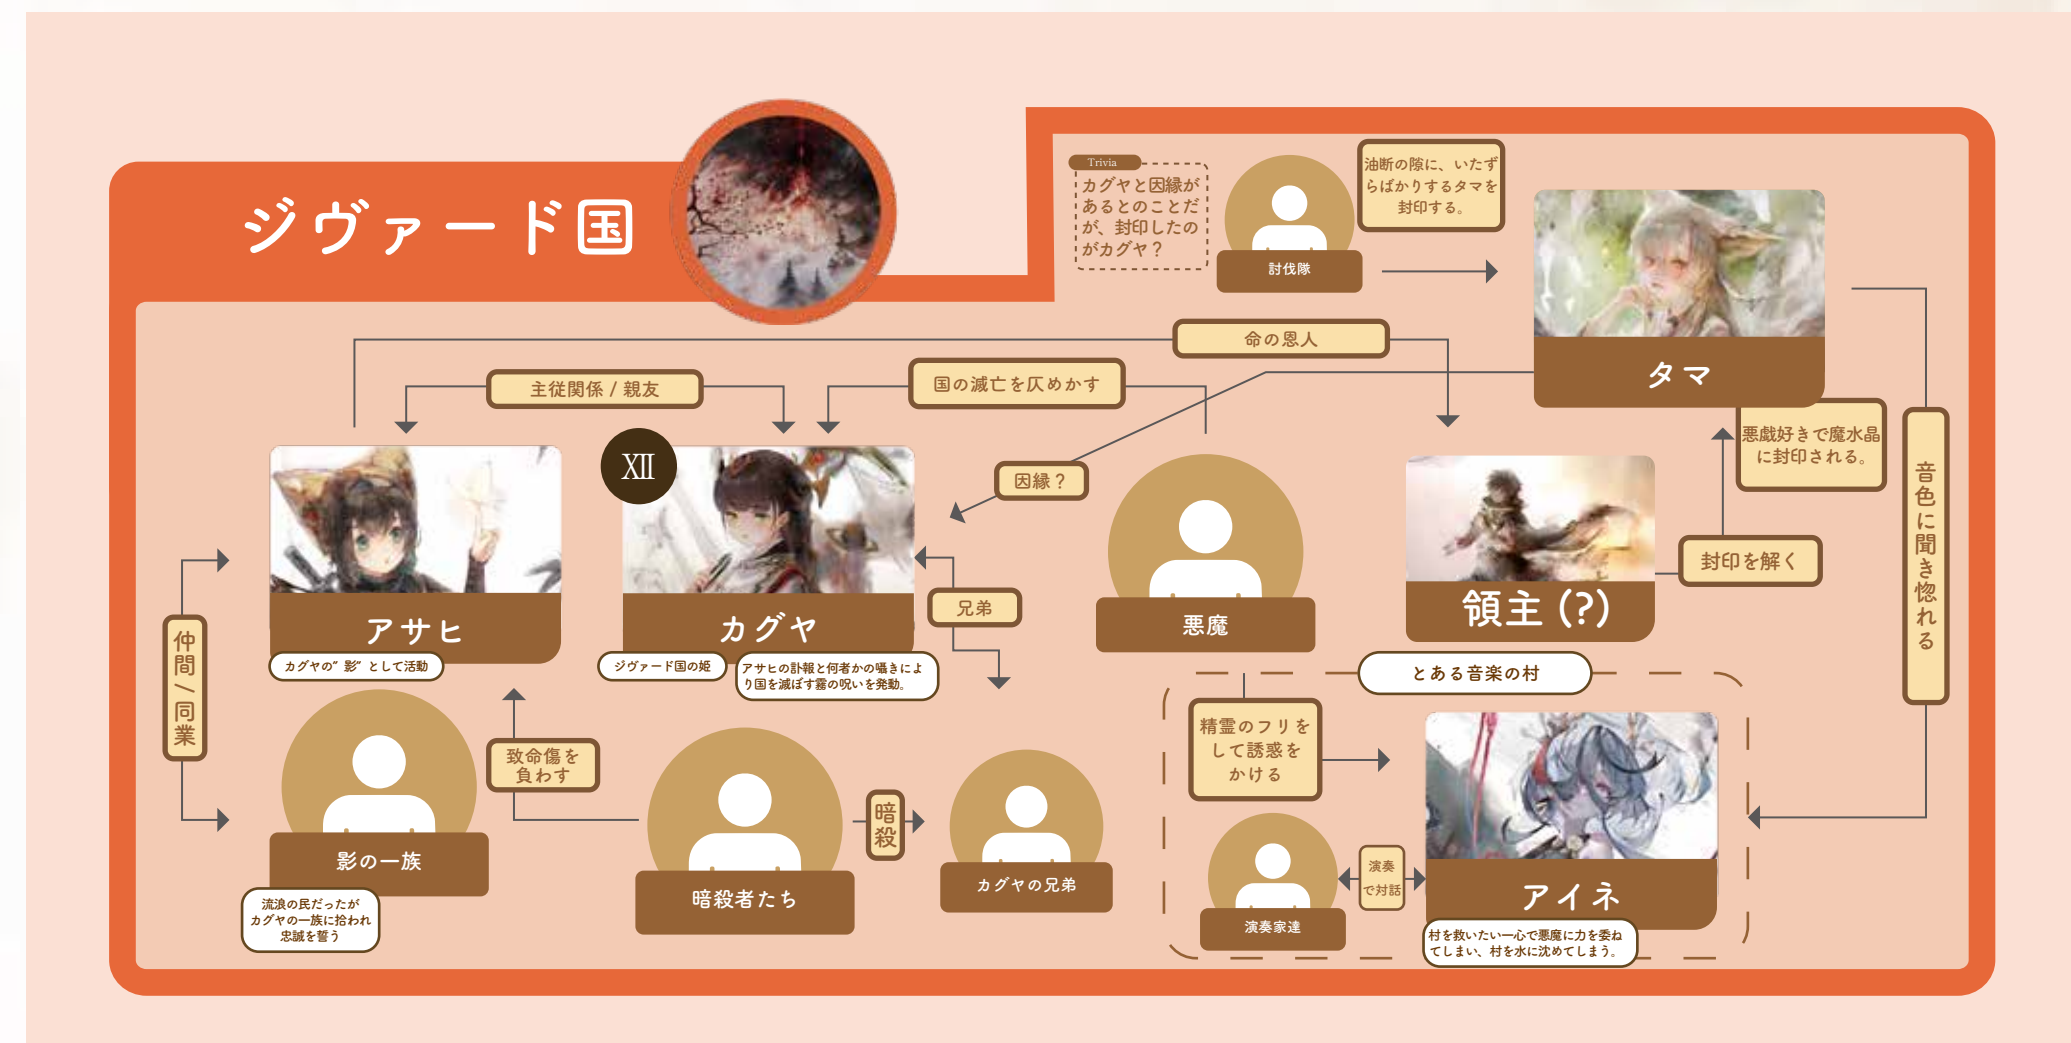 ジヴァード国
Trivia
カグヤと因縁が
あるとのことだ
が、封印したの
がカグヤ？
討伐隊
油断の隙に、いたず
らばかりするタマを
封印する。
タマ
命の恩人
主従関係 / 親友
国の滅亡を仄めかす
悪戯好きで魔水晶
に封印される。
音色に聞き惚れる
因縁？
XII
アサヒ
カグヤの”影”として活動
カグヤ
ジヴァード国の姫
アサヒの訃報と何者かの囁きによ
り国を滅ぼす霧の呪いを発動。
兄弟
悪魔
領主 (?)
封印を解く
仲間/同業
影の一族
流浪の民だったが
カグヤの一族に拾われ
忠誠を誓う
致命傷を
負わす
暗殺者たち
暗殺
カグヤの兄弟
とある音楽の村
精霊のフリを
して誘惑を
かける
演奏家達
演奏
で対話
アイネ
村を救いたい一心で悪魔に力を委ね
てしまい、村を水に沈めてしまう。